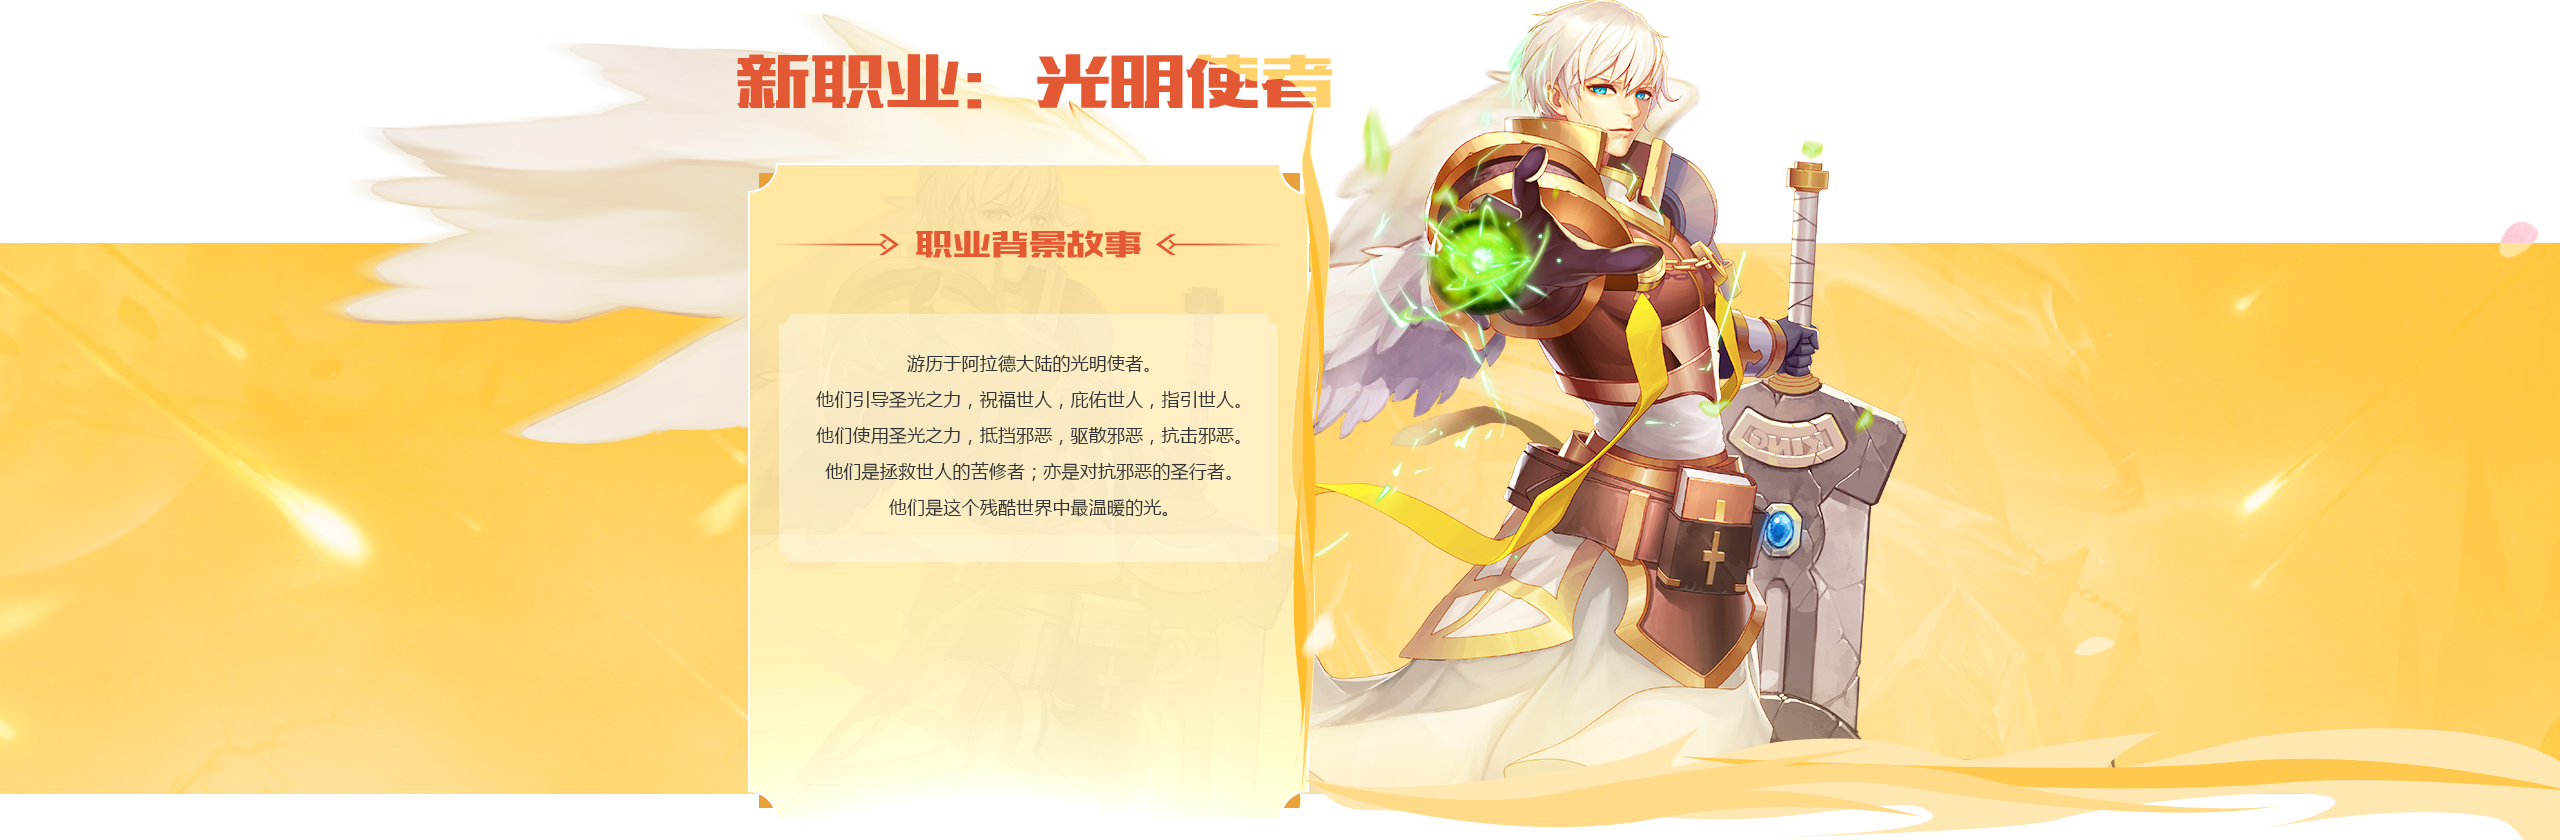 新职业：光明使者
职业背景故事
游历于阿拉德大陆的光明使者。
他们引导圣光之力，祝福世人，庇佑世人，指引世人。
他们使用圣光之力，抵挡邪恶，驱散邪恶，抗击邪恶。
他们是拯救世人的苦修者；亦是对抗邪恶的圣行者。
他们是这个残酷世界中最温暖的光。